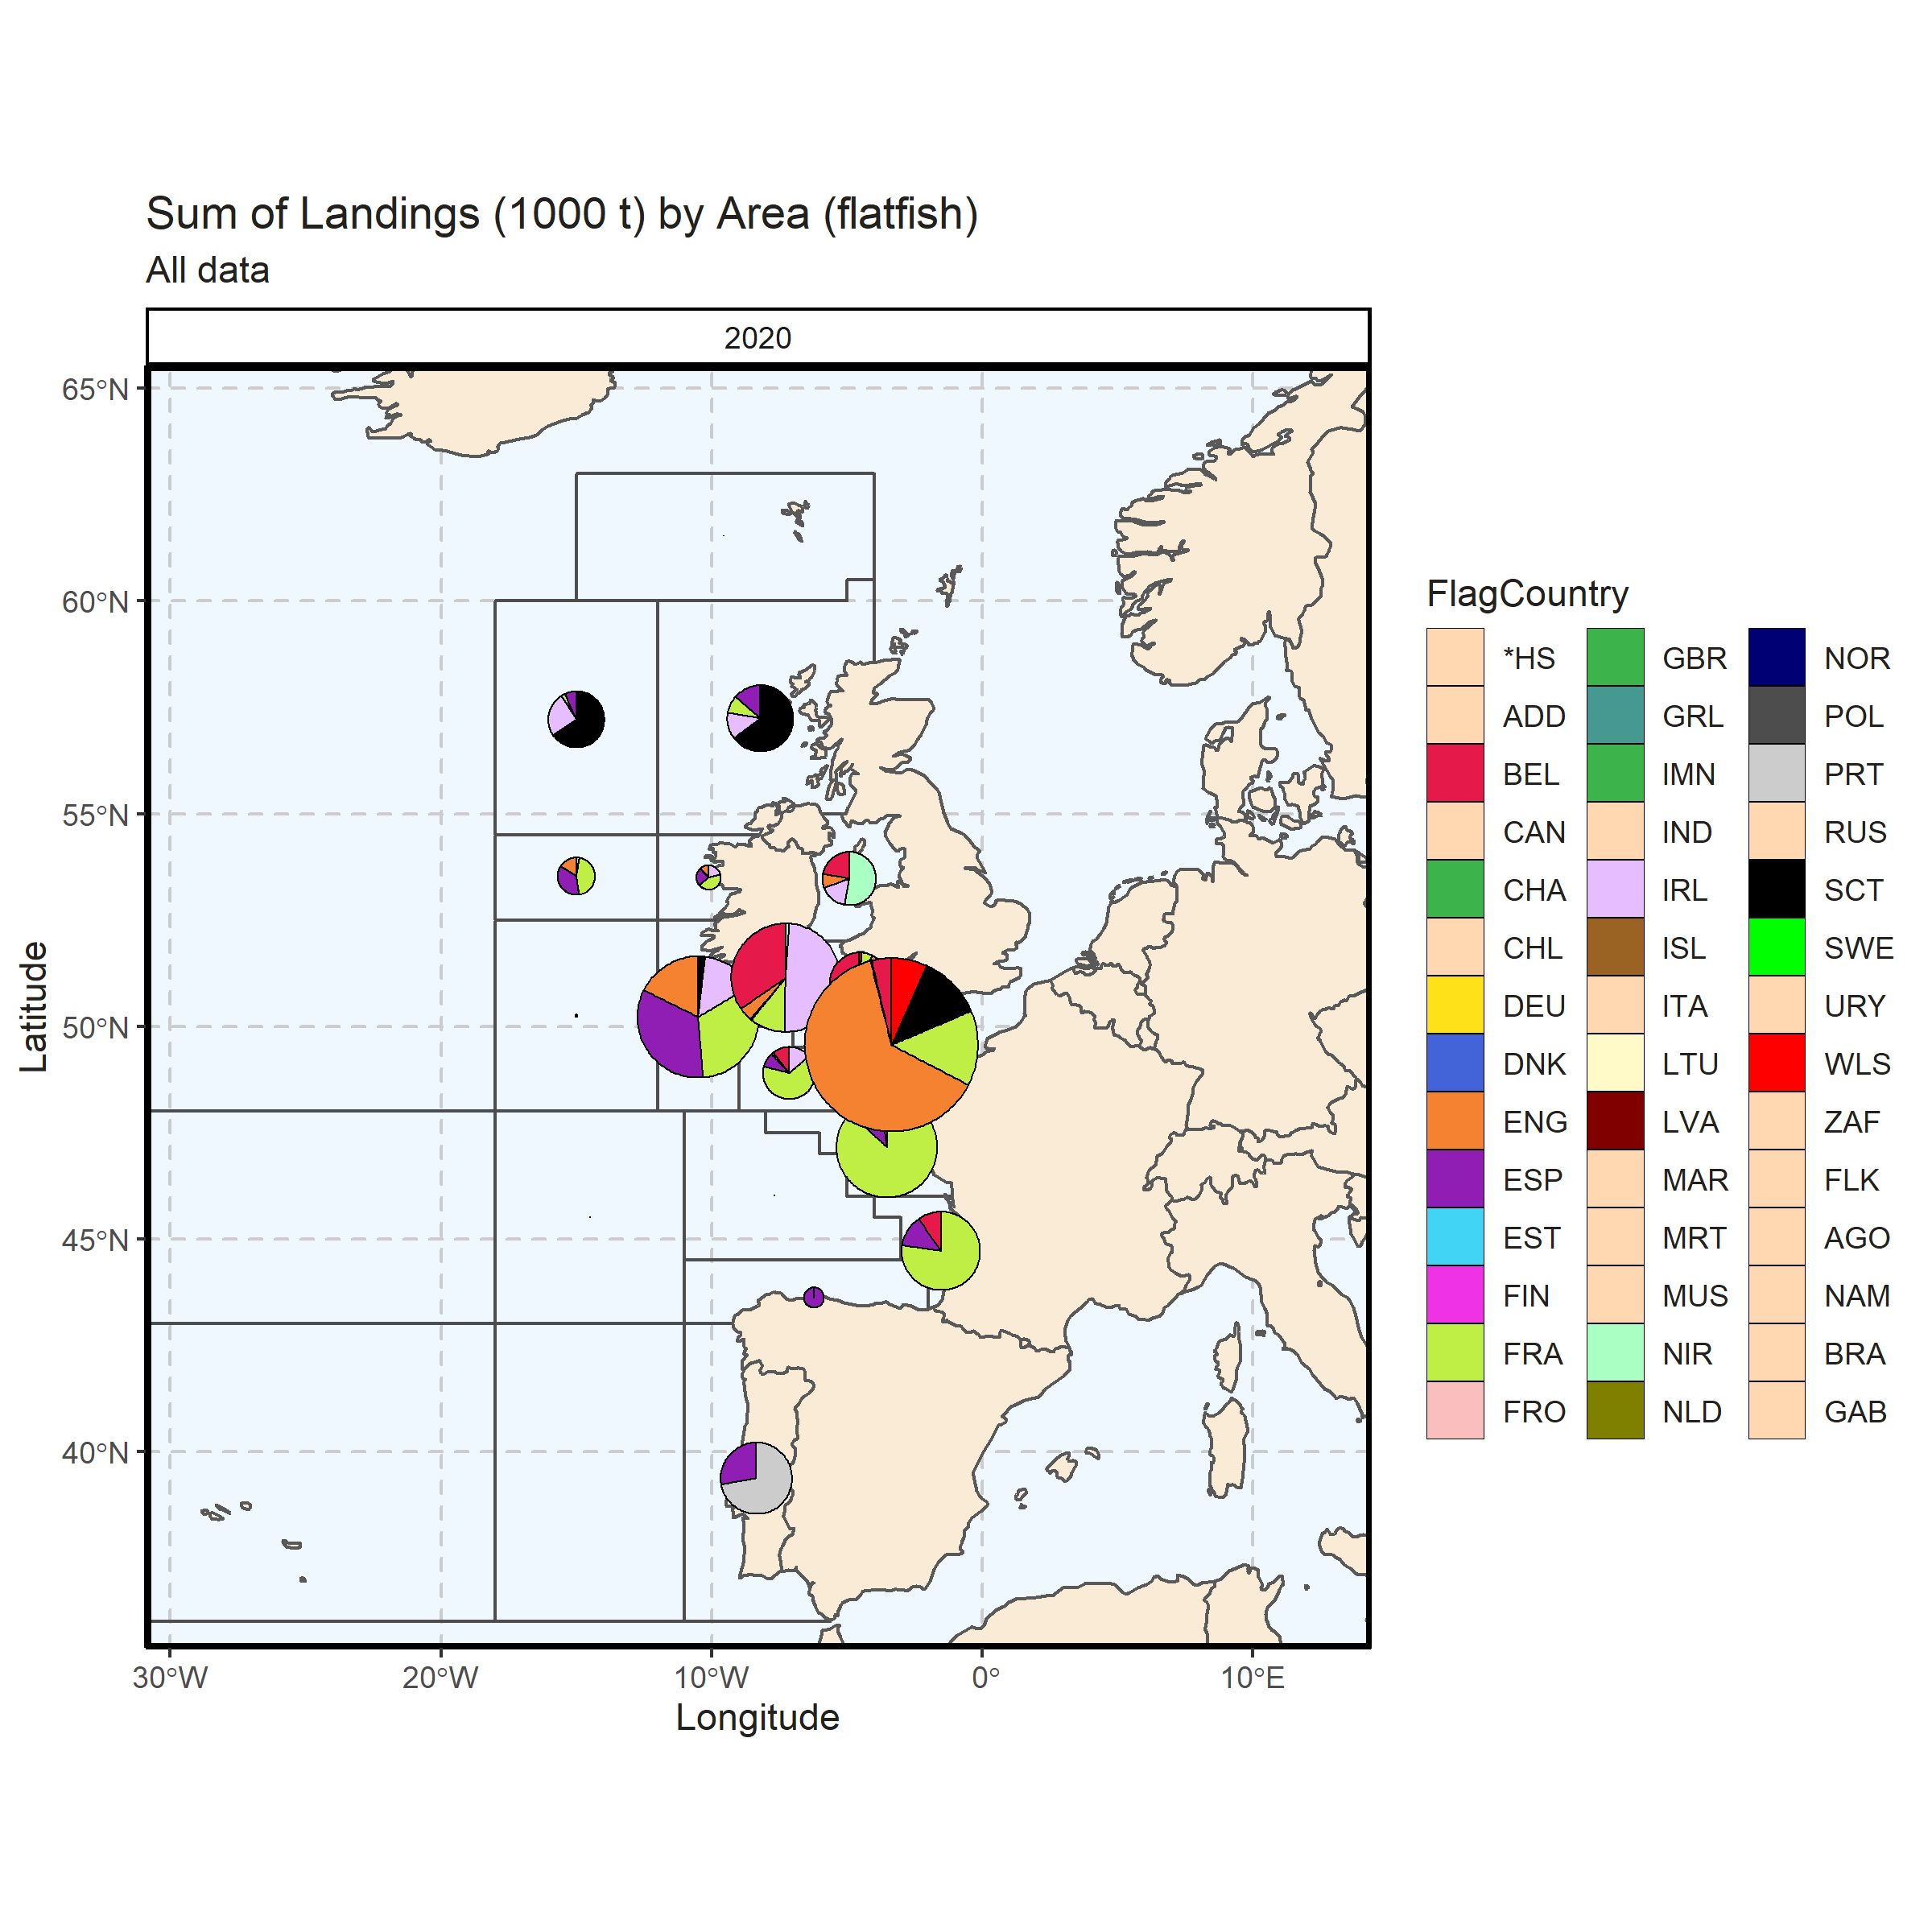 Sum of Landings (1000 t) by Area (flatfish)
All data
2020
65°N
60°N
55°N
50°N
45°N
40°N
Latitude
30°W
20°W
10°W
0°
10°E
Longitude
FlagCountry
*HS
ADD
BEL
CAN
CHA
CHL
DEU
DNK
ENG
ESP
EST
FIN
FRA
FRO
GBR
GRL
IMN
IND
IRL
ISL
ITA
LTU
LVA
MAR
MRT
MUS
NIR
NLD
NOR
POL
PRT
RUS
SCT
SWE
URY
WLS
ZAF
FLK
AGO
NAM
BRA
GAB